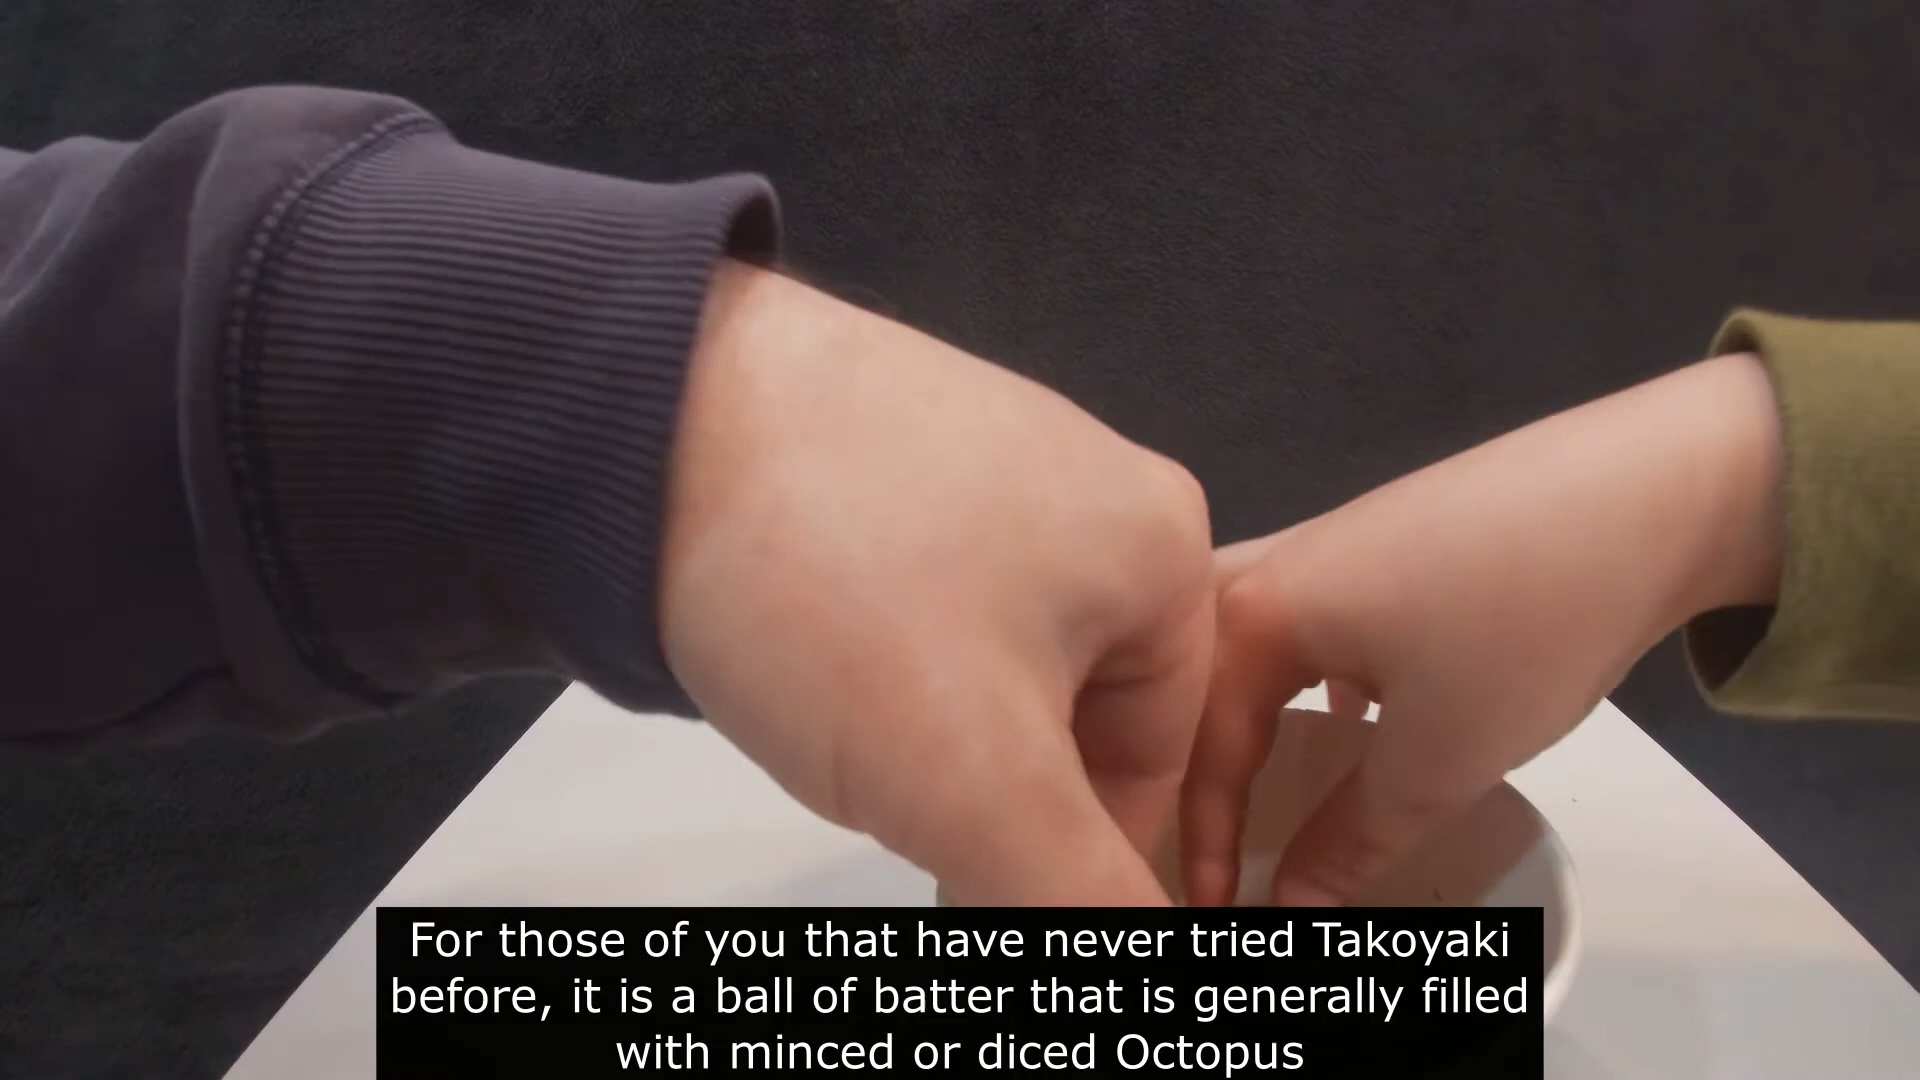 For those of you that have never tried Takoyaki
before, it is a ball of batter that is generally filled
with minced or diced Octopus